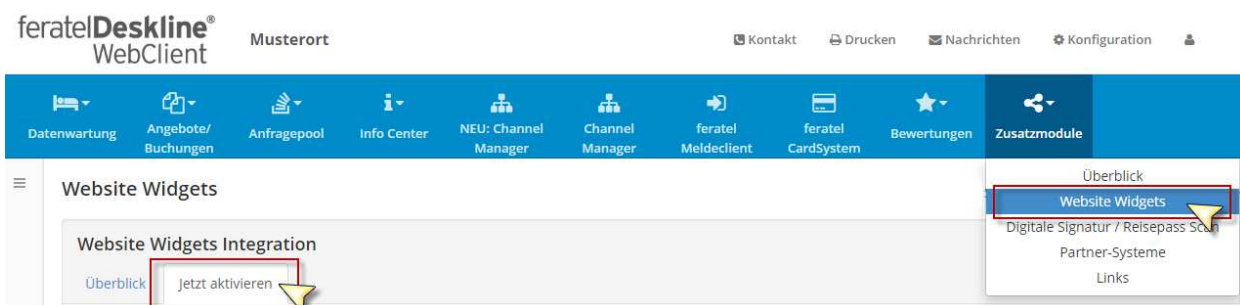 feratelDeskline®
WebClient
Musterort
Kontakt Drucken Nachrichten Konfiguration
Datenwartung
Angebote/
Buchungen
Anfragepool
Info Center
NEU: Channel
Manager
Channel
Manager
feratel
Meldeclient
feratel
CardSystem
Bewertungen
Zusatzmodule
Überblick
Website Widgets
Digitale Signatur / Reisepass Scan
Partner-Systeme
Links
Website Widgets
Website Widgets Integration
Überblick Jetzt aktivieren